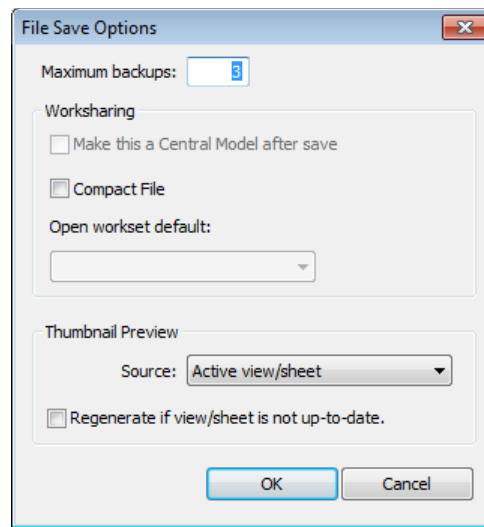 File Save Options
Maximum backups: 3
Worksharing
Make this a Central Model after save
Compact File
Open workset default:
Thumbnail Preview
Source: Active view/sheet
Regenerate if view/sheet is not up-to-date.
OK Cancel